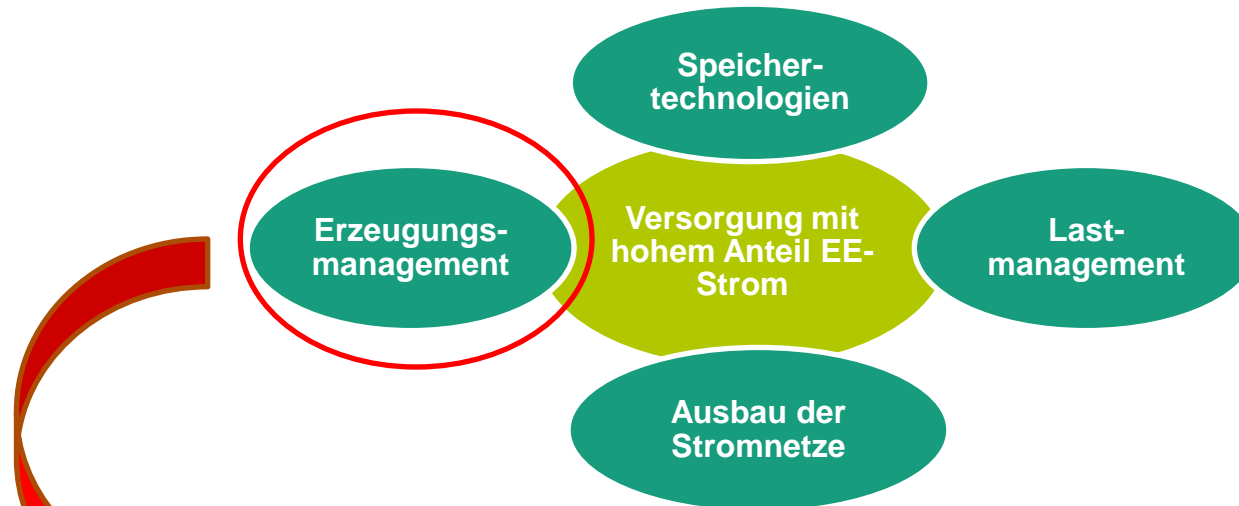 Speicher-
technologien
Erzeugungs-
management
Versorgung mit
hohem Anteil EE-
Strom
Last-
management
Ausbau der
Stromnetze